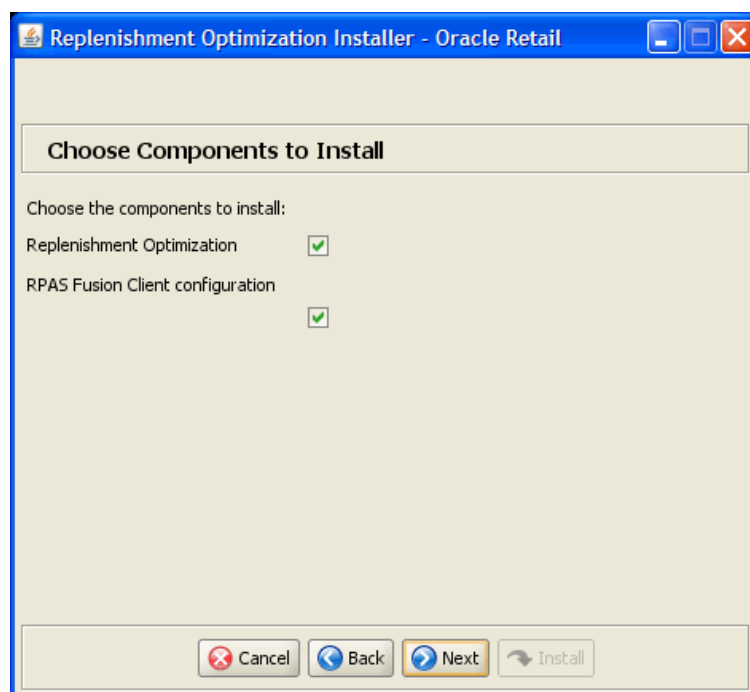 Replenishment Optimization Installer - Oracle Retail
Choose Components to Install
Choose the components to install:
Replenishment Optimization
RPAS Fusion Client configuration
Cancel Back Next Install